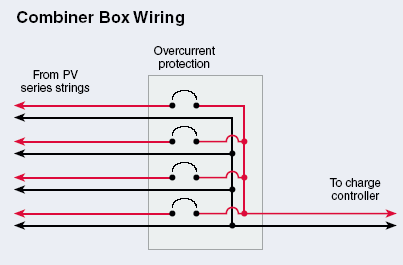 Combiner Box Wiring
Overcurrent
protection
From PV
series strings
To charge
controller